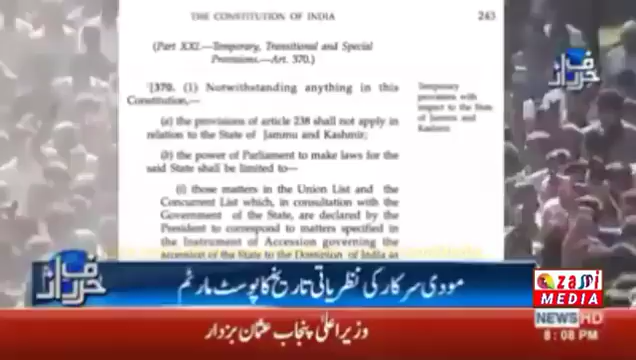 THE CONSTITUTION OF INDIA 243
(Part XXI.—Temporary, Transitional and Special
Provisions.—Art. 370.)
[370. (1) Notwithstanding anything in this
Constitution,—
Temporary
provisions with
respect to the State
of Jammu and
Kashmir
(a) the provisions of article 238 shall not apply in
relation to the State of Jammu and Kashmir;
(b) the power of Parliament to make laws for the
said State shall be limited to—
(i) those matters in the Union List and the
Concurrent List which, in consultation with the
Government of the State, are declared by the
President to correspond to matters specified in
the Instrument of Accession governing the
accession of the State to the Dominion of India as
حرف راز
حرف راز
مودی سرکار کی نظریاتی تاریخ کا پوسٹ مارٹم
azmi
MEDIA
NEWS HD
8:08 PM
وزیراعلیٰ پنجاب عثمان بزدار